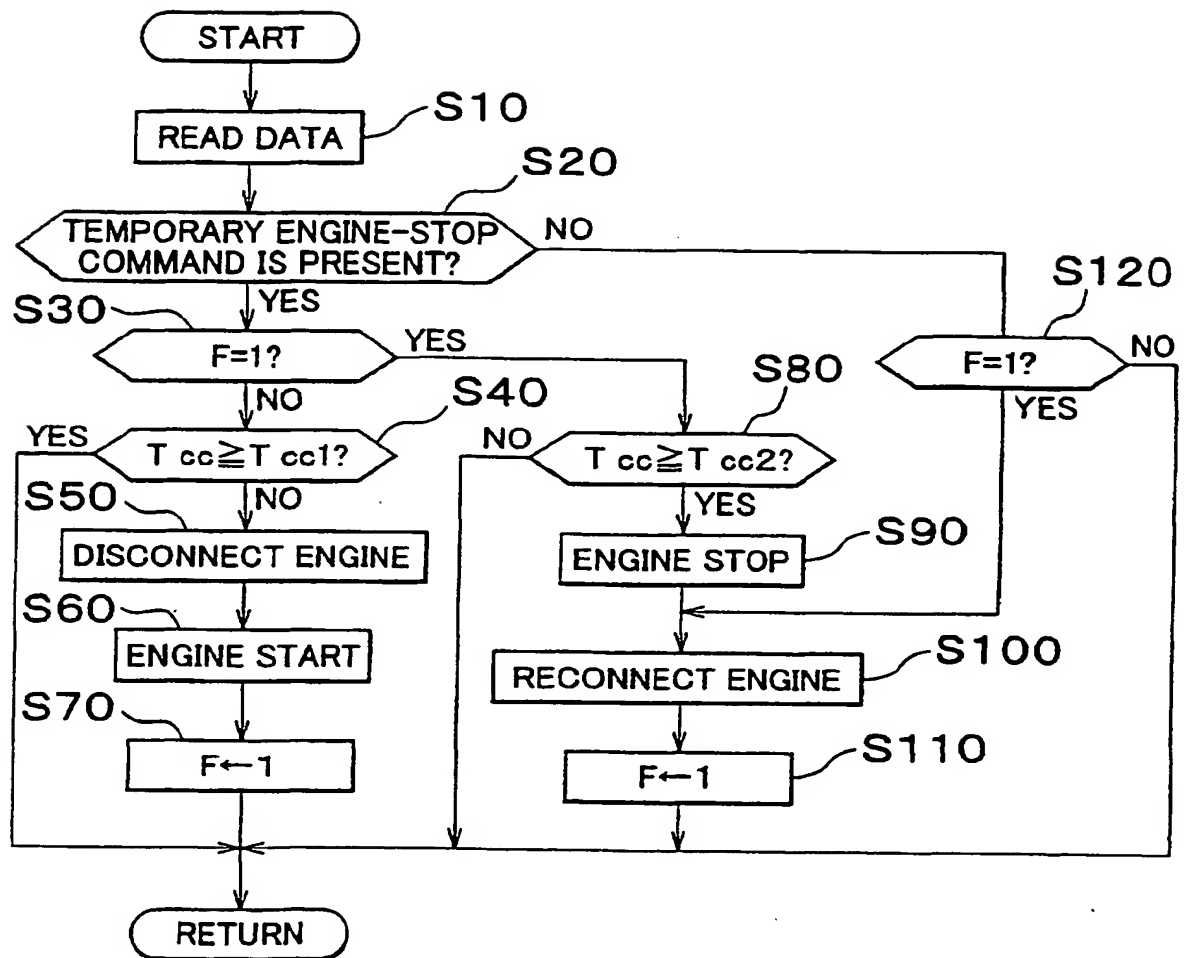 START
S10
READ DATA
S20
TEMPORARY ENGINE-STOP
COMMAND IS PRESENT?
NO
YES
S30
F=1?
YES
NO
S120
F=1?
NO
YES
S40
YES
T cc≧T cc1?
NO
S80
NO
T cc≧T cc2?
YES
S50
DISCONNECT ENGINE
S90
ENGINE STOP
S60
ENGINE START
S100
RECONNECT ENGINE
S70
F←1
S110
F←1
RETURN